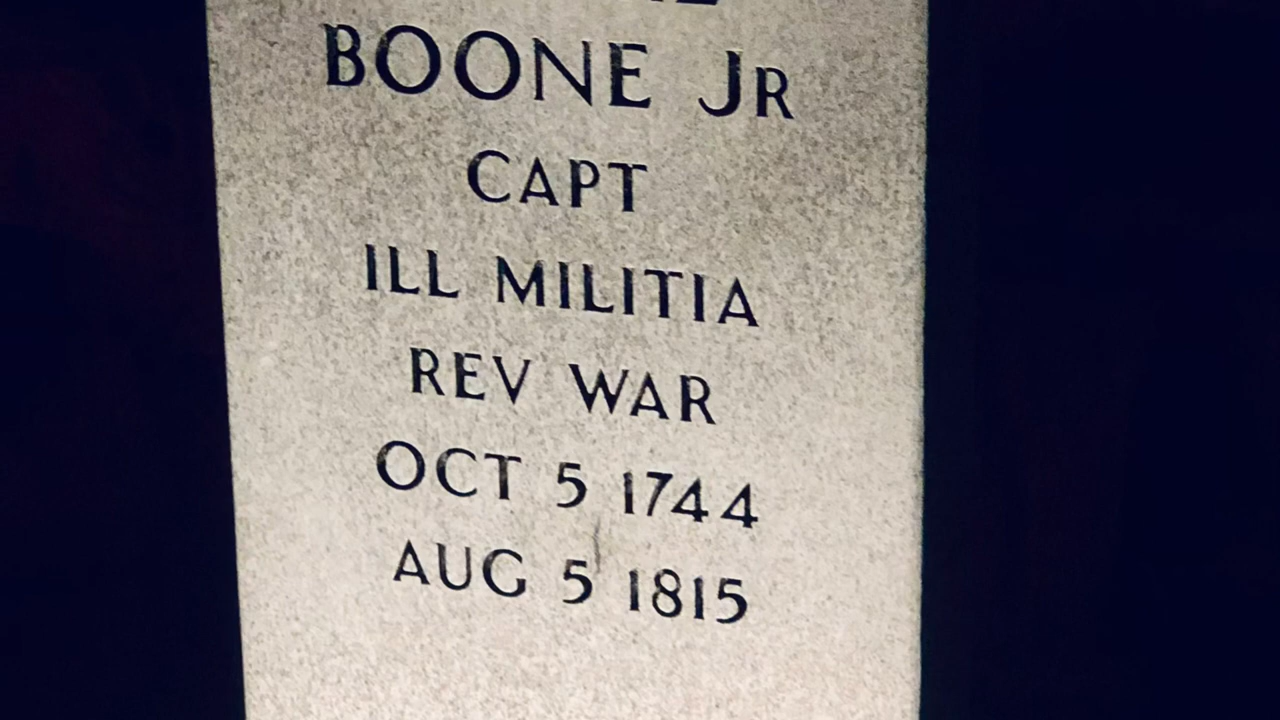 BOONE JR
CAPT
ILL MILITIA
REV WAR
OCT 5 1744
AUG 5 1815